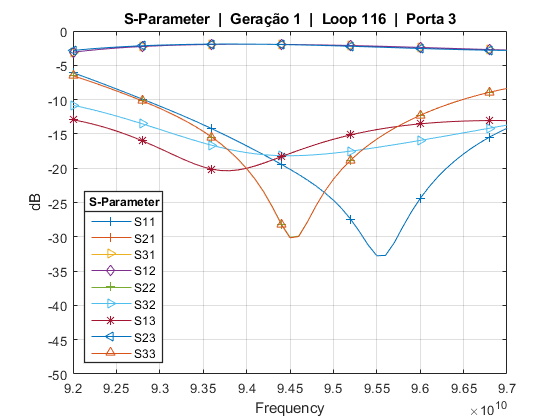 S-Parameter | Geração 1 | Loop 116 | Porta 3
dB
0
-5
-10
-15
-20
-25
-30
-35
-40
-45
-50
S-Parameter
S11
S21
S31
S12
S22
S32
S13
S23
S33
9.2 9.25 9.3 9.35 9.4 9.45 9.5 9.55 9.6 9.65 9.7
Frequency
×10^10